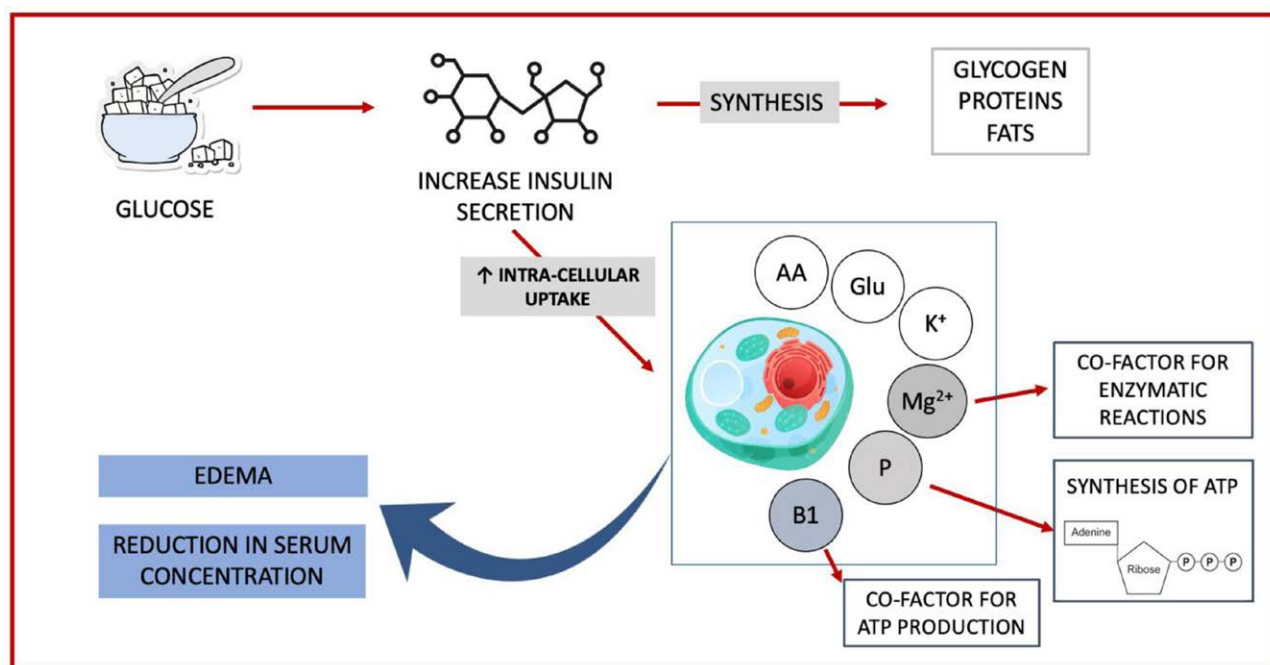 GLUCOSE
INCREASE INSULIN
SECRETION
SYNTHESIS
GLYCOGEN
PROTEINS
FATS
↑ INTRA-CELLULAR
UPTAKE
AA
Glu
K⁺
Mg²⁺
P
B1
CO-FACTOR FOR
ENZYMATIC
REACTIONS
SYNTHESIS OF ATP
Adenine
Ribose
P P P
CO-FACTOR FOR
ATP PRODUCTION
EDEMA
REDUCTION IN SERUM
CONCENTRATION